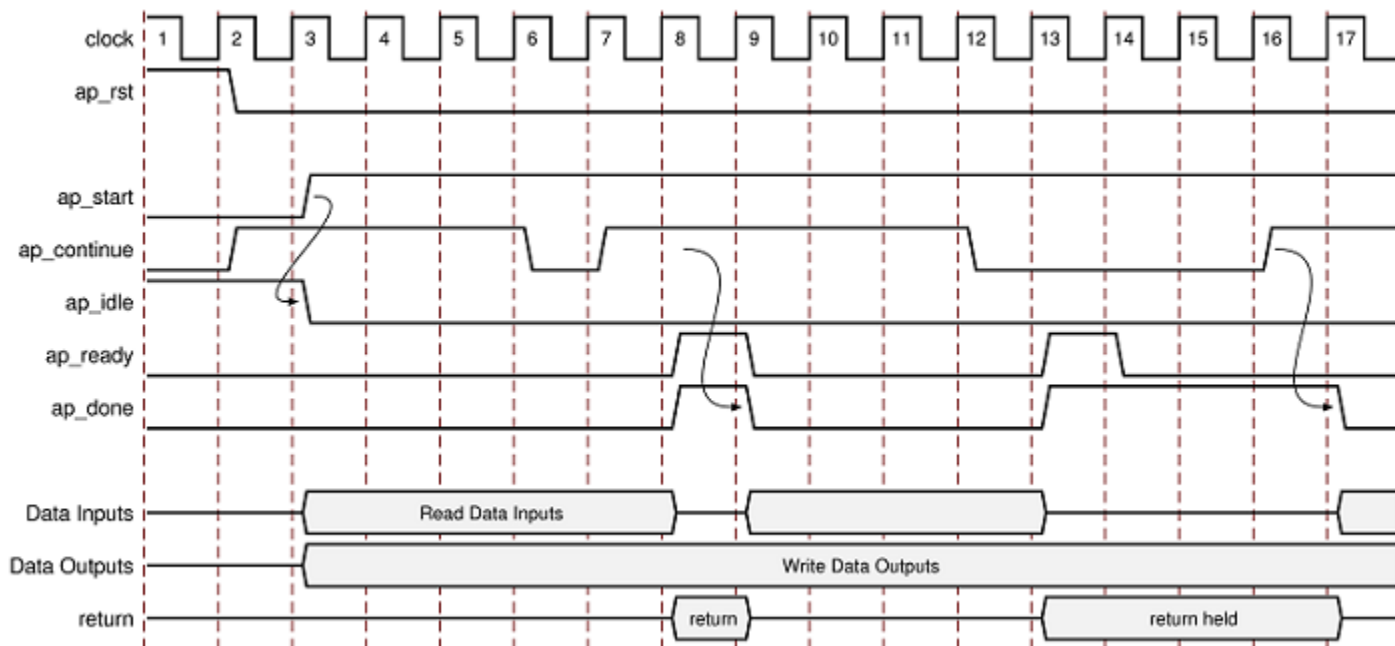 clock 1 2 3 4 5 6 7 8 9 10 11 12 13 14 15 16 17
ap_rst
ap_start
ap_continue
ap_idle
ap_ready
ap_done
Data Inputs Read Data Inputs
Data Outputs Write Data Outputs
return return return held